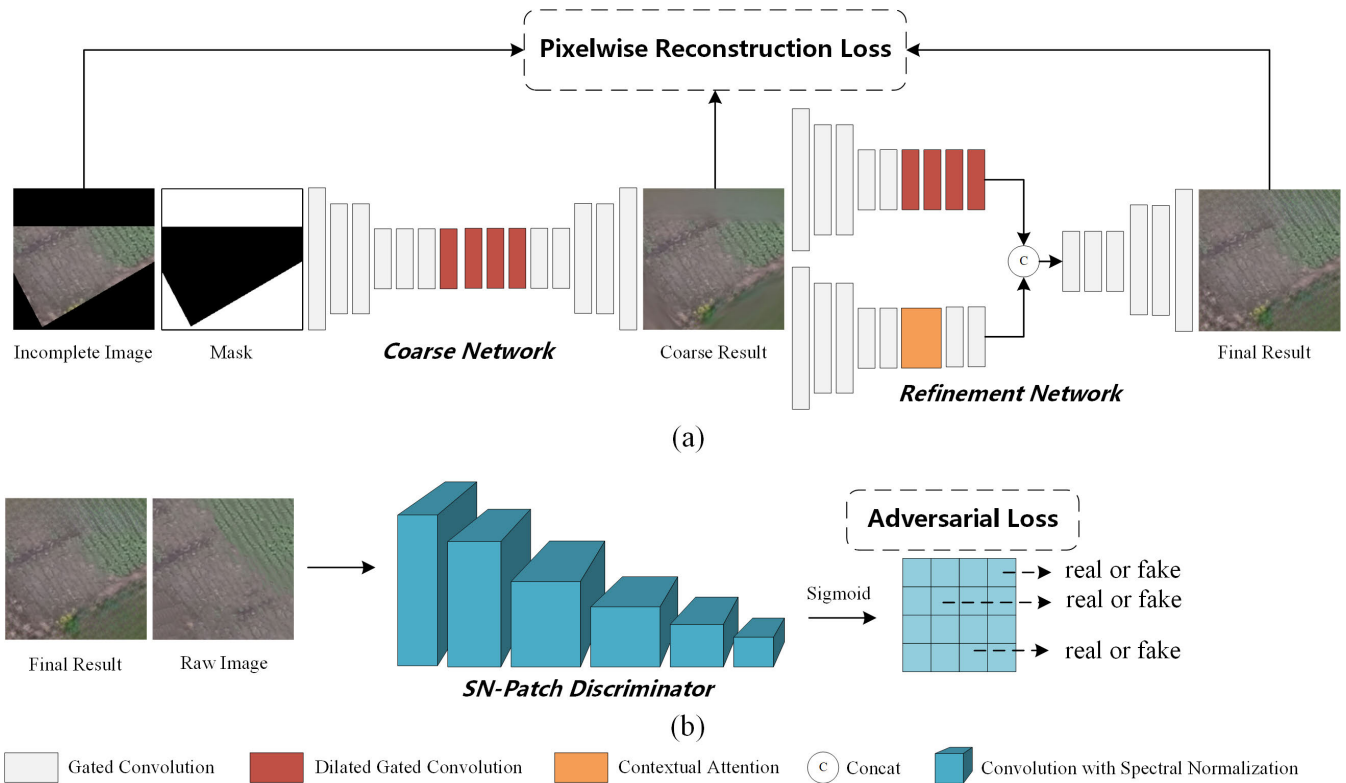 Pixelwise Reconstruction Loss
C
Incomplete Image
Mask
Coarse Network
Coarse Result
Refinement Network
Final Result
(a)
Adversarial Loss
real or fake
Sigmoid
real or fake
real or fake
Final Result
Raw Image
SN-Patch Discriminator
(b)
Gated Convolution
Dilated Gated Convolution
Contextual Attention
C
Concat
Convolution with Spectral Normalization